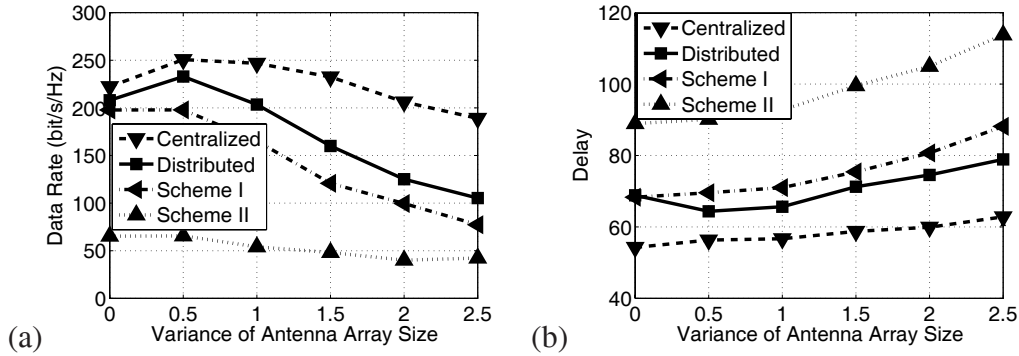 300
250
200
150
100
50
0
Data Rate (bit/s/Hz)
Centralized
Distributed
Scheme I
Scheme II
0 0.5 1 1.5 2 2.5
Variance of Antenna Array Size
(a)
120
100
80
60
40
Delay
Centralized
Distributed
Scheme I
Scheme II
0 0.5 1 1.5 2 2.5
Variance of Antenna Array Size
(b)